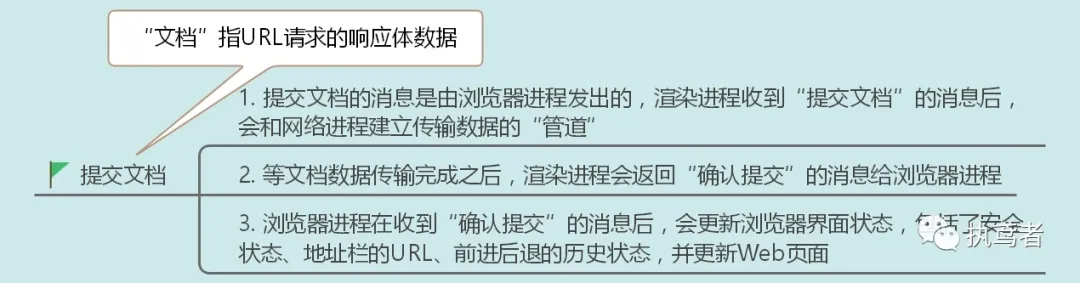 “文档”指URL请求的响应体数据
1. 提交文档的消息是由浏览器进程发出的，渲染进程收到“提交文档”的消息后，
会和网络进程建立传输数据的“管道”
提交文档
2. 等文档数据传输完成之后，渲染进程会返回“确认提交”的消息给浏览器进程
3. 浏览器进程在收到“确认提交”的消息后，会更新浏览器界面状态，包括了安全
状态、地址栏的URL、前进后退的历史状态，并更新Web页面
执鸢者